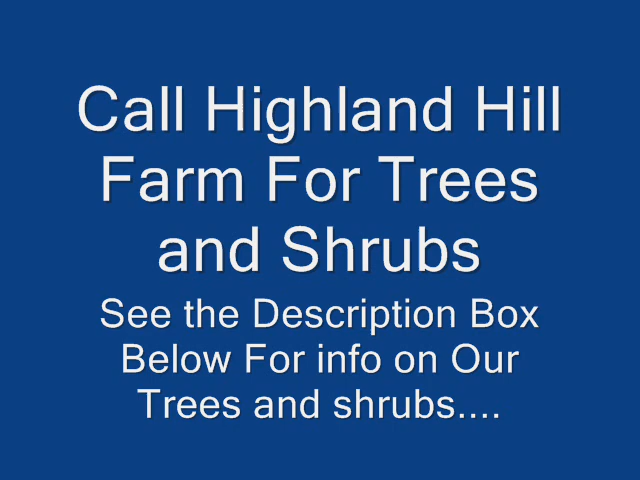 Call Highland Hill
Farm For Trees
and Shrubs
See the Description Box
Below For info on Our
Trees and shrubs....